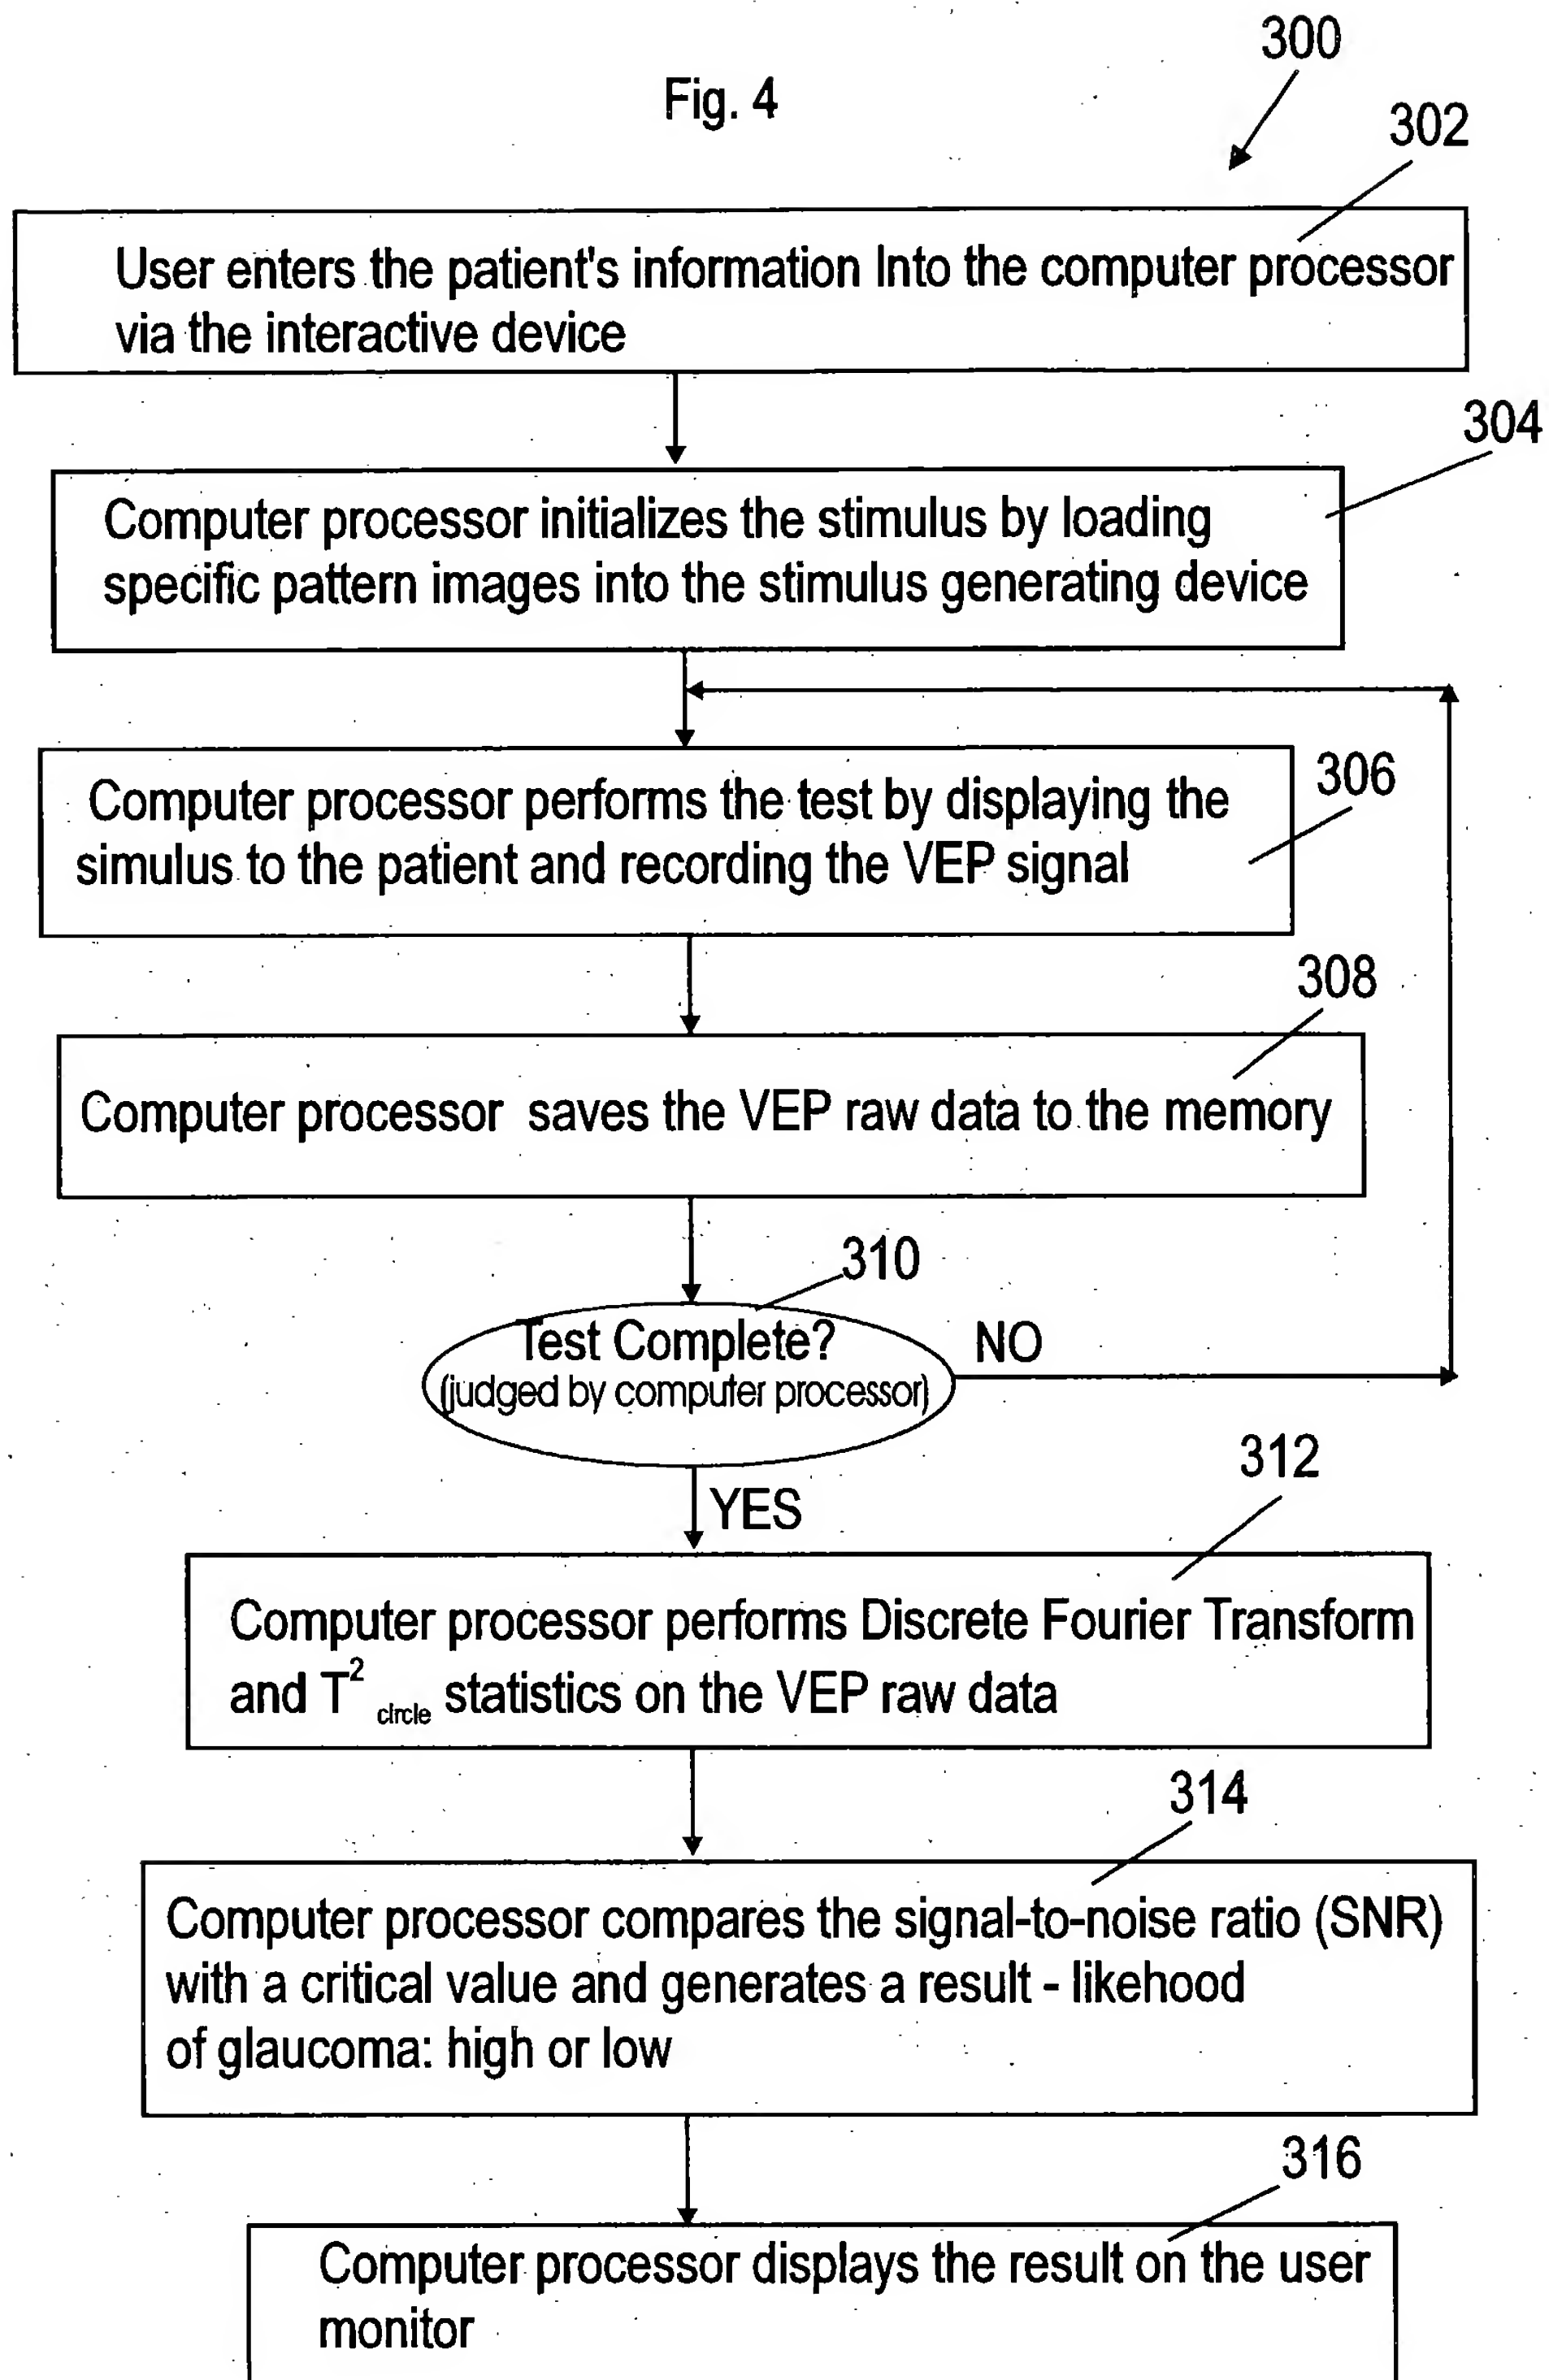 300
Fig. 4
302
User enters the patient's information Into the computer processor
via the interactive device
304
Computer processor initializes the stimulus by loading
specific pattern images into the stimulus generating device
306
Computer processor performs the test by displaying the
simulus to the patient and recording the VEP signal
308
Computer processor saves the VEP raw data to the memory
310
Test Complete?
(judged by computer processor)
NO
YES
312
Computer processor performs Discrete Fourier Transform
and T² circle statistics on the VEP raw data
314
Computer processor compares the signal-to-noise ratio (SNR)
with a critical value and generates a result - likehood
of glaucoma: high or low
316
Computer processor displays the result on the user
monitor